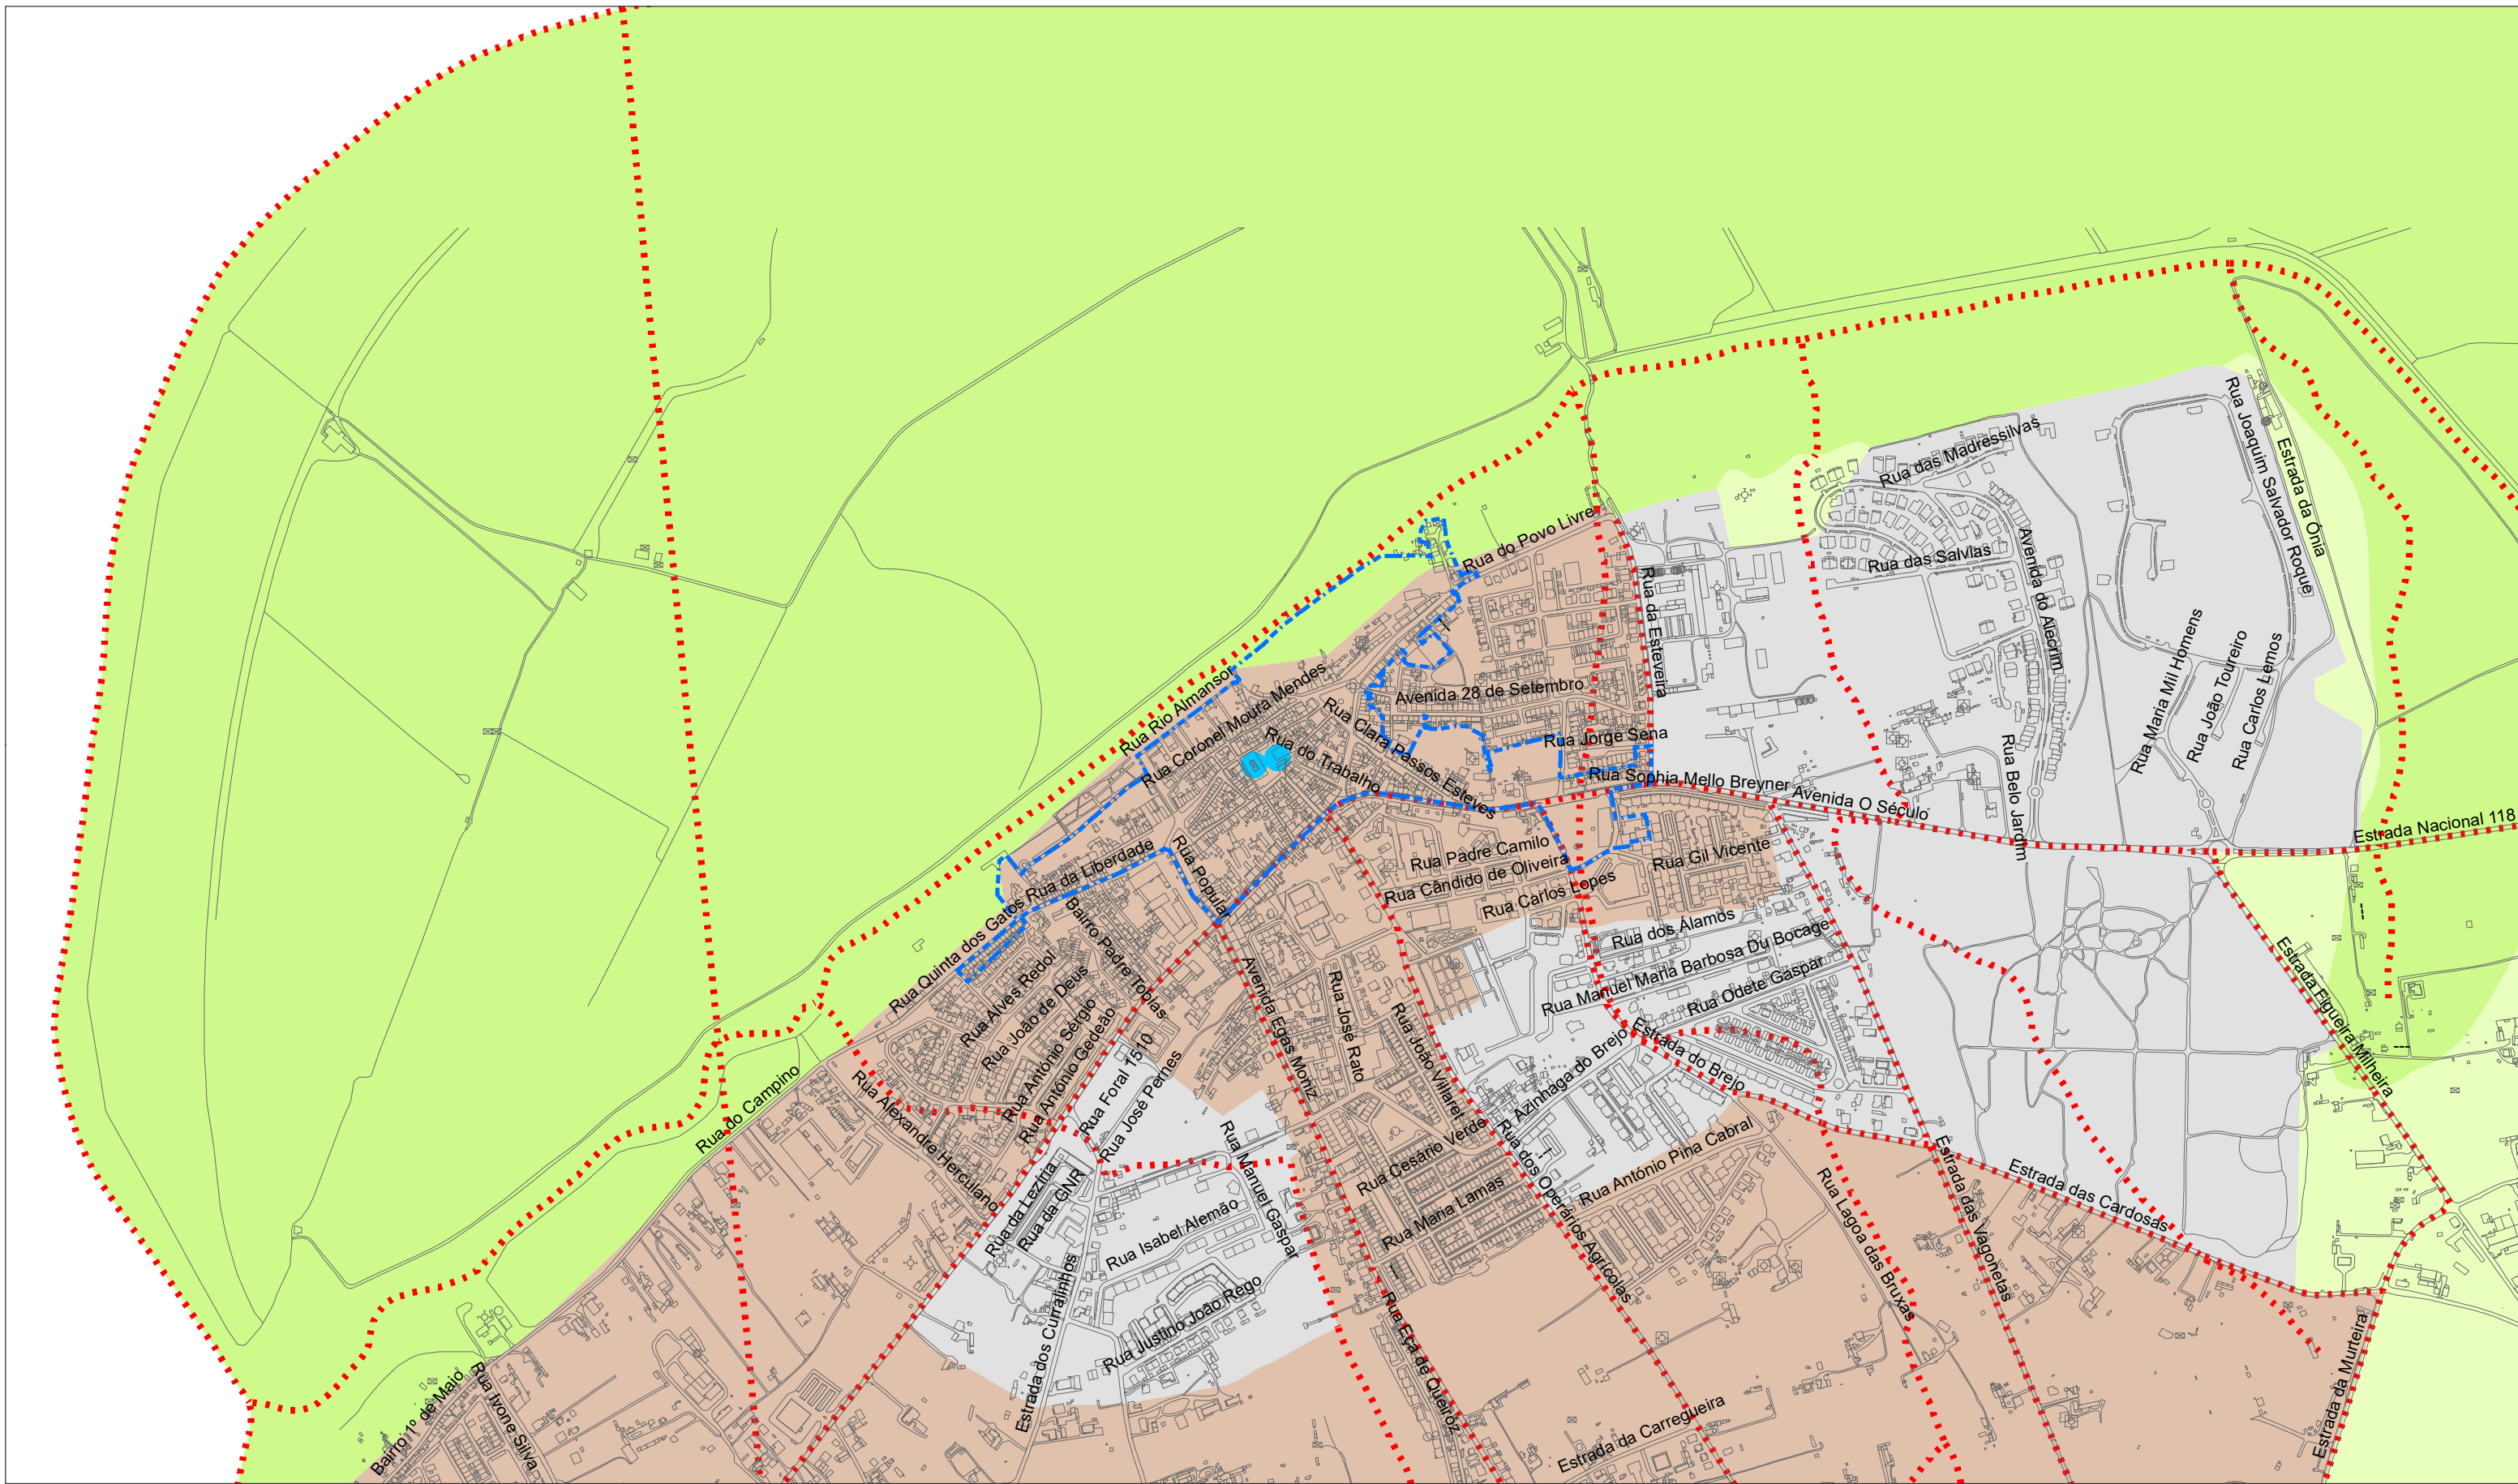 Rua das Madressilvas
Rua Joaquim Salvador Roque
Estrada da Ónia
Rua do Povo Livre
Rua das Salvias
Avenida do Alecrim
Rua da Esteveira
Rua Maria Mil Homens
Rua João Toureiro
Rua Carlos Lemos
Rua Rio Almansor
Rua Coronel Moura Mendes
Avenida 28 de Setembro
Rua Clara Passos Esteves
Rua do Trabalho
Rua Jorge Sena
Rua Sophia Mello Breyner
Avenida O Século
Rua Belo Jardim
Estrada Nacional 118
Rua Popular
Rua da Liberdade
Rua Quinta dos Gatos
Bairro Padre Tobias
Rua Padre Camilo
Rua Cândido de Oliveira
Rua Carlos Lopes
Rua Gil Vicente
Rua dos Álamos
Rua Manuel Maria Barbosa Du Bocage
Rua Odete Gaspar
Rua Alves Redol
Rua João de Deus
Rua António Sérgio
Rua António Gedeão
Avenida Egas Moniz
Rua José Rato
Rua João Villaret
Azinhaga do Brejo
Estrada do Brejo
Estrada Figueira Milheira
Rua do Campino
Rua Alexandre Herculano
Rua Foral 1510
Rua José Pernes
Rua Manuel Gaspar
Rua Cesário Verde
Rua Maria Lamas
Rua dos Operários Agrícolas
Rua António Pina Cabral
Rua Lagoa das Bruxas
Estrada das Vagonetas
Estrada das Cardosas
Rua da Lezíria
Rua da GNR
Rua Isabel Alemão
Rua Justino João Rego
Estrada dos Curralinhos
Rua Eça de Queiroz
Estrada da Carregueira
Estrada da Murteira
Bairro 1º de Maio
Rua Ivone Silva